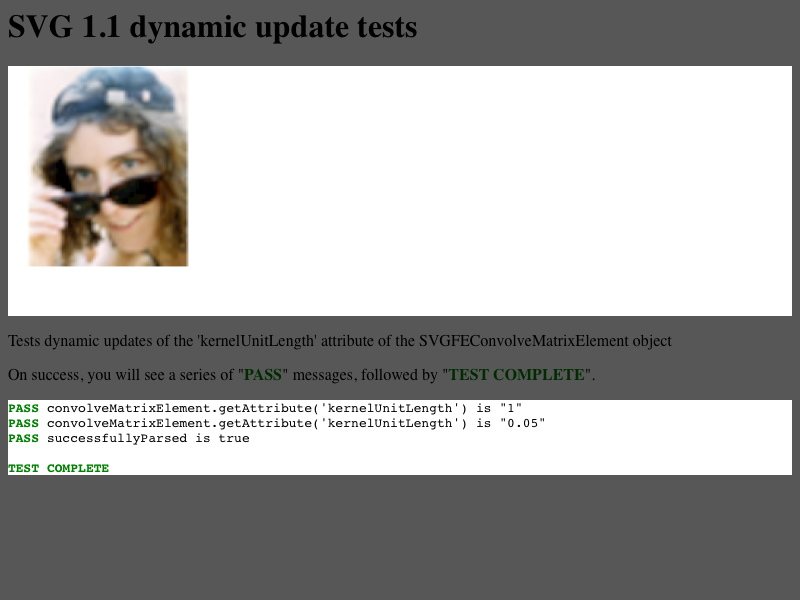 SVG 1.1 dynamic update tests
Tests dynamic updates of the 'kernelUnitLength' attribute of the SVGFEConvolveMatrixElement object
On success, you will see a series of "PASS" messages, followed by "TEST COMPLETE".
PASS convolveMatrixElement.getAttribute('kernelUnitLength') is "1"
PASS convolveMatrixElement.getAttribute('kernelUnitLength') is "0.05"
PASS successfullyParsed is true
TEST COMPLETE